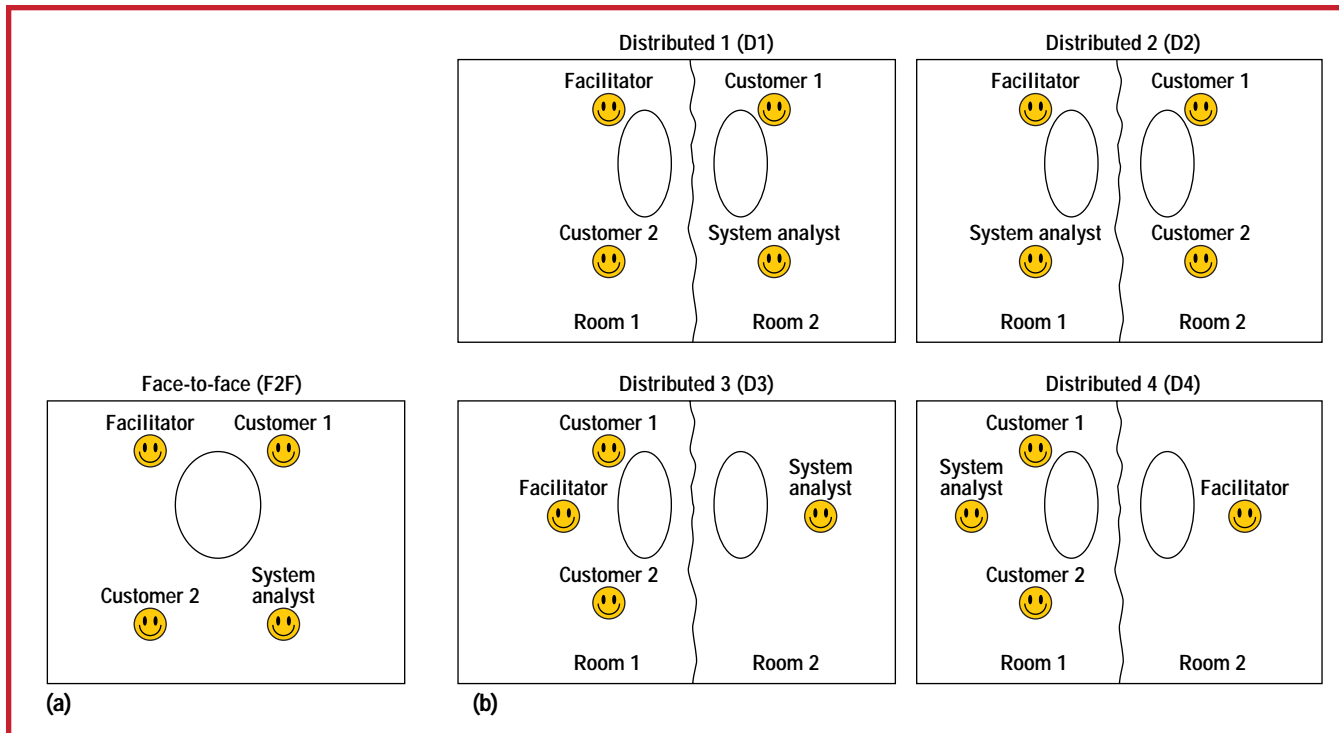 Distributed 1 (D1)
Facilitator
Customer 1
Customer 2
System analyst
Room 1
Room 2
Distributed 2 (D2)
Facilitator
Customer 1
System analyst
Customer 2
Room 1
Room 2
Face-to-face (F2F)
Facilitator
Customer 1
Customer 2
System
analyst
(a)
Distributed 3 (D3)
Customer 1
Facilitator
System
analyst
Customer 2
Room 1
Room 2
Distributed 4 (D4)
Customer 1
System
analyst
Facilitator
Customer 2
Room 1
Room 2
(b)